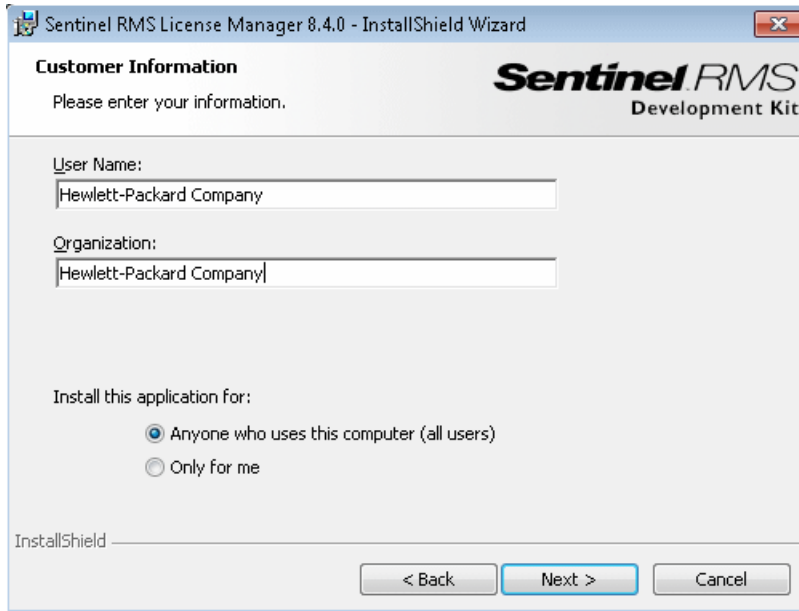 Sentinel RMS License Manager 8.4.0 - InstallShield Wizard
Customer Information
Please enter your information.
Sentinel.RMS
Development Kit
User Name:
Hewlett-Packard Company
Organization:
Hewlett-Packard Company
Install this application for:
Anyone who uses this computer (all users)
Only for me
InstallShield
< Back
Next >
Cancel